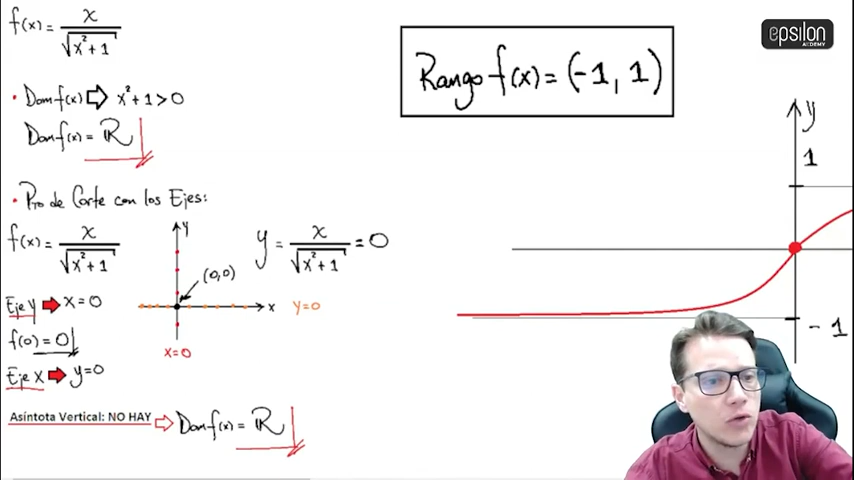 f(x) = x / √(x²+1)
• Dom f(x) ⇨ x²+1 > 0
Dom f(x) = ℝ
• Pto de Corte con los Ejes:
f(x) = x / √(x²+1)
Eje y ➡ x=0
f(0) = 0
Eje x ➡ y=0
y
(0,0)
x
x=0
y = x / √(x²+1) = 0
y=0
Asíntota Vertical: NO HAY ⇨ Dom f(x) = ℝ
Rango f(x) = (-1, 1)
epsilon
ACADEMY
y
1
-1